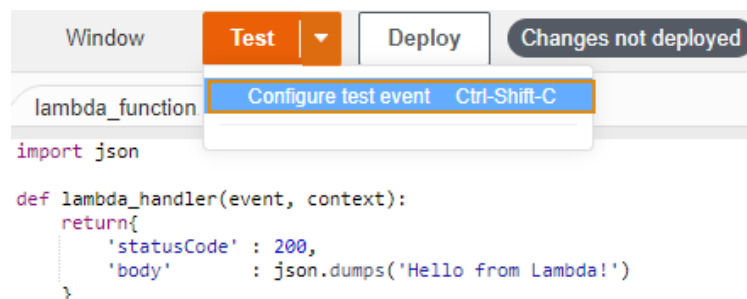 Window Test Deploy Changes not deployed
Configure test event Ctrl-Shift-C
lambda_function
import json
def lambda_handler(event, context):
return{
'statusCode' : 200,
'body' : json.dumps('Hello from Lambda!')
}